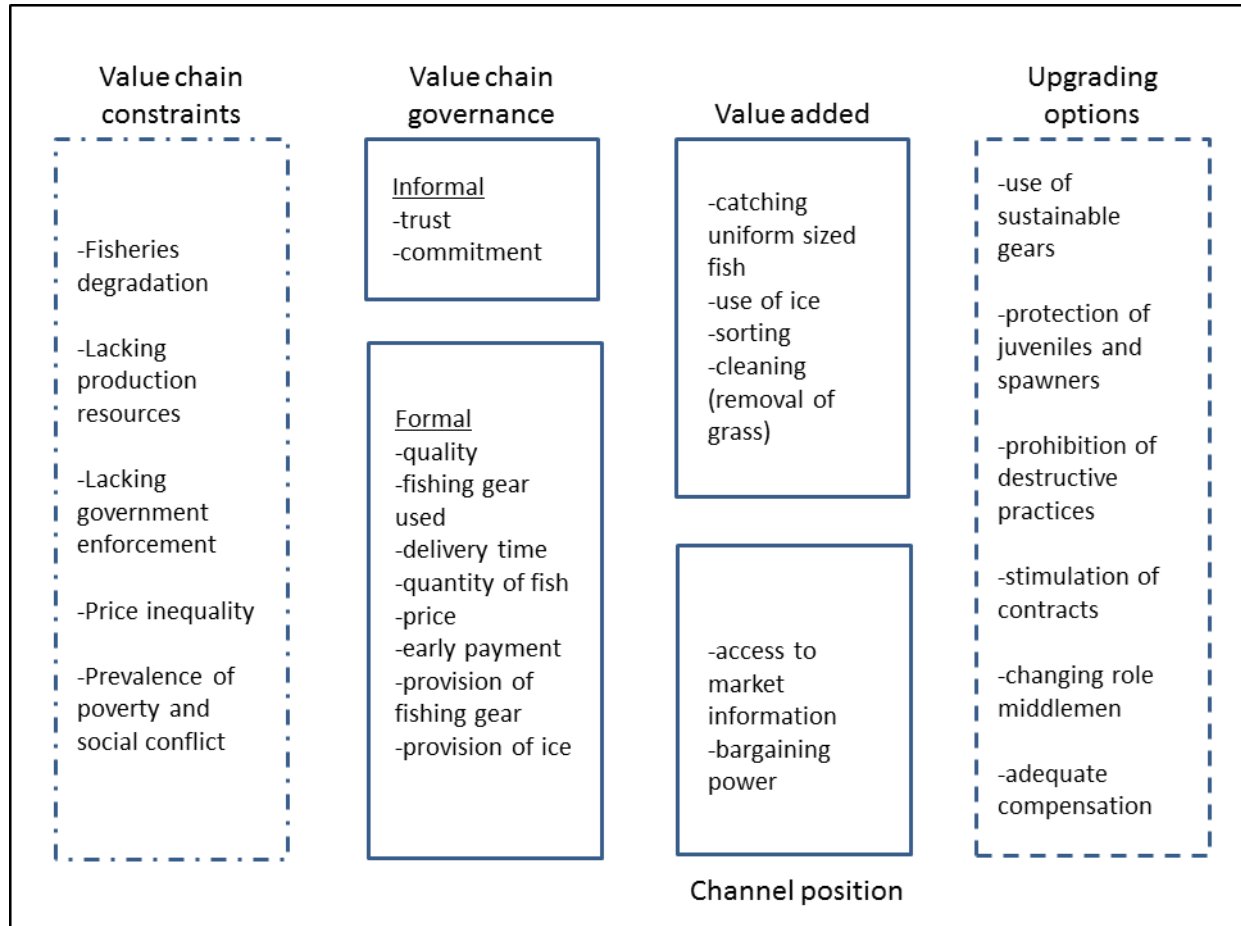 Value chain
constraints
-Fisheries
degradation
-Lacking
production
resources
-Lacking
government
enforcement
-Price inequality
-Prevalence of
poverty and
social conflict
Value chain
governance
Informal
-trust
-commitment
Formal
-quality
-fishing gear
used
-delivery time
-quantity of fish
-price
-early payment
-provision of
fishing gear
-provision of ice
Value added
-catching
uniform sized
fish
-use of ice
-sorting
-cleaning
(removal of
grass)
-access to
market
information
-bargaining
power
Channel position
Upgrading
options
-use of
sustainable
gears
-protection of
juveniles and
spawners
-prohibition of
destructive
practices
-stimulation of
contracts
-changing role
middlemen
-adequate
compensation